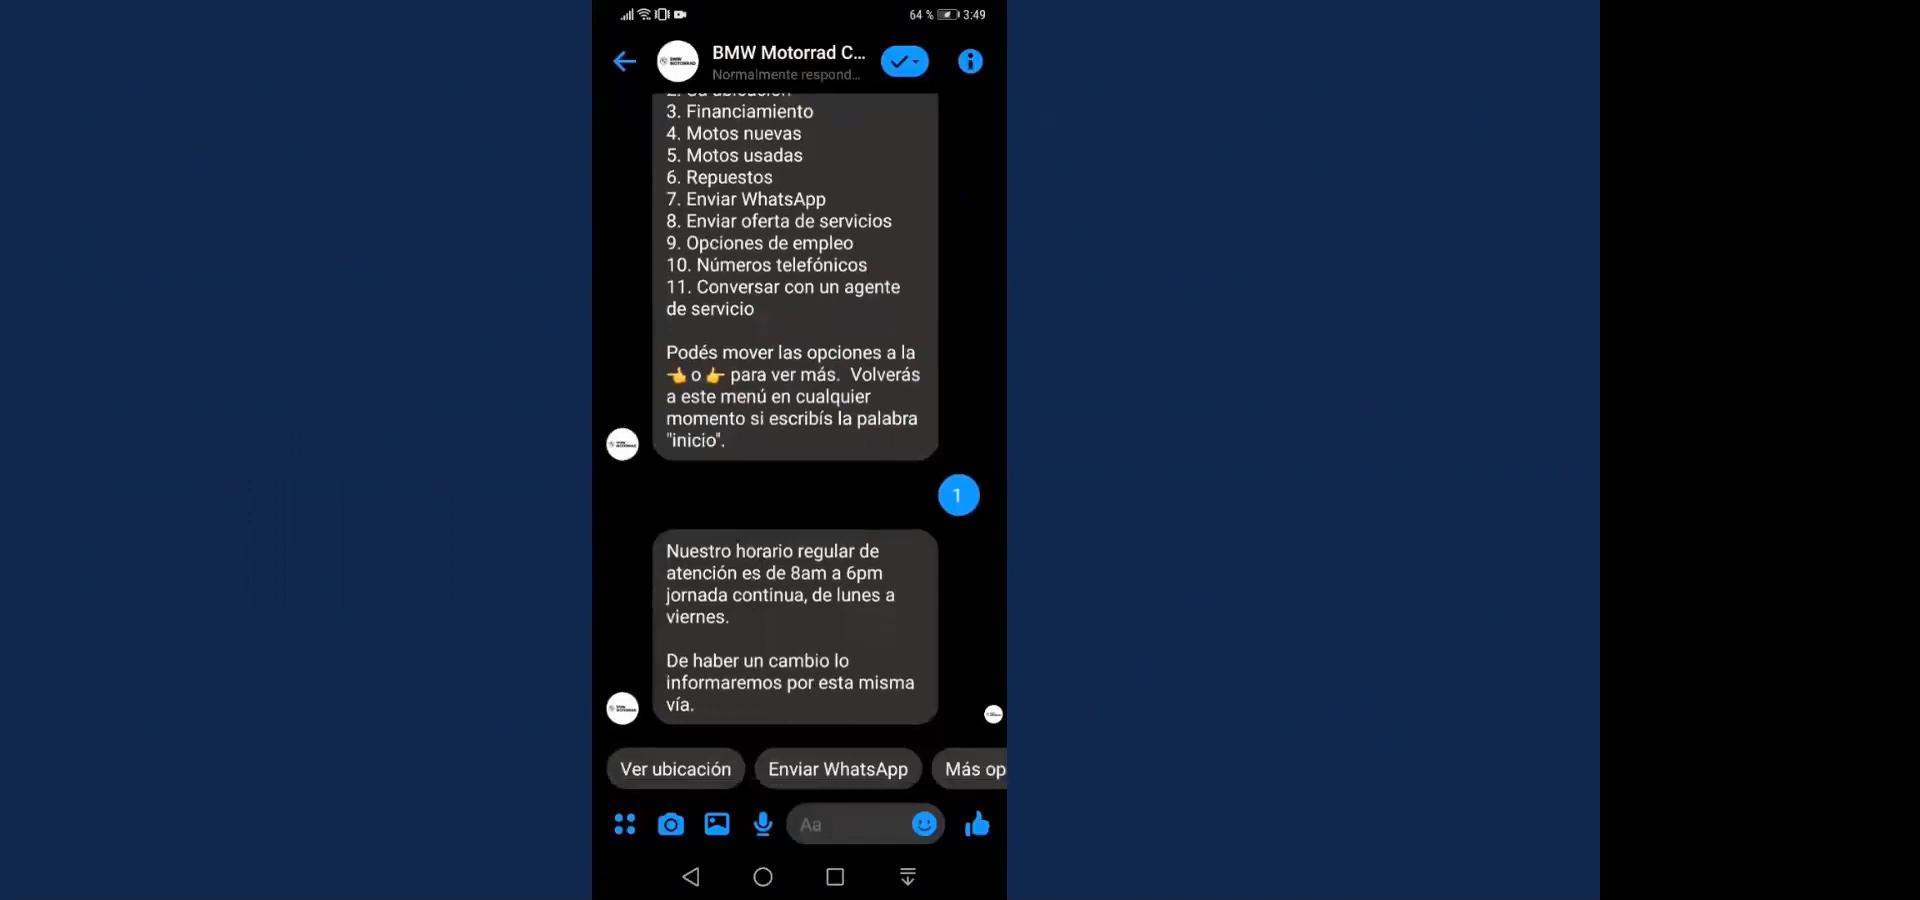 64 % 3:49
BMW Motorrad C...
Normalmente respond...
2. Su ubicación
3. Financiamiento
4. Motos nuevas
5. Motos usadas
6. Repuestos
7. Enviar WhatsApp
8. Enviar oferta de servicios
9. Opciones de empleo
10. Números telefónicos
11. Conversar con un agente
de servicio
Podés mover las opciones a la
👈 o 👉 para ver más. Volverás
a este menú en cualquier
momento si escribís la palabra
"inicio".
1
Nuestro horario regular de
atención es de 8am a 6pm
jornada continua, de lunes a
viernes.
De haber un cambio lo
informaremos por esta misma
vía.
Ver ubicación Enviar WhatsApp Más op
Aa